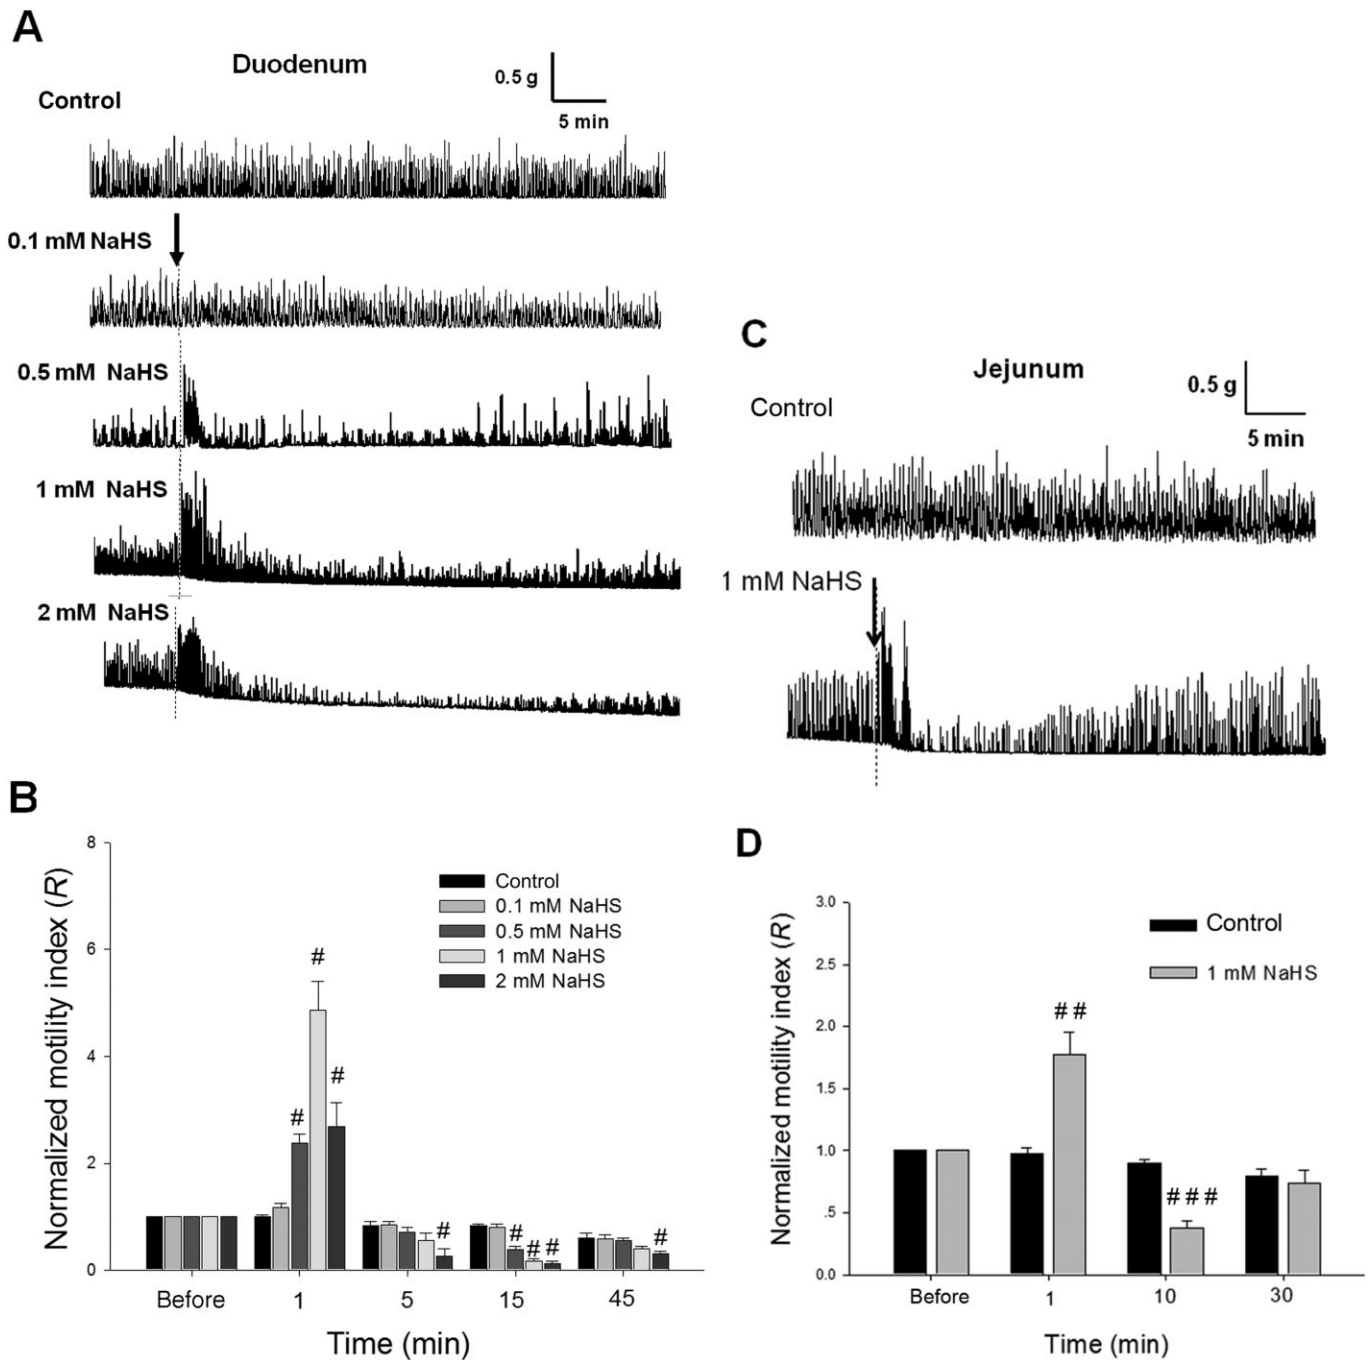 A
Duodenum
0.5 g
5 min
Control
0.1 mM NaHS
0.5 mM NaHS
1 mM NaHS
2 mM NaHS
C
Jejunum
0.5 g
5 min
Control
1 mM NaHS
B
Normalized motility index (R)
8
6
4
2
0
Control
0.1 mM NaHS
0.5 mM NaHS
1 mM NaHS
2 mM NaHS
#
#
#
#
#
#
#
#
Before 1 5 15 45
Time (min)
D
Normalized motility index (R)
3.0
2.5
2.0
1.5
1.0
.5
0.0
Control
1 mM NaHS
# #
# # #
Before 1 10 30
Time (min)